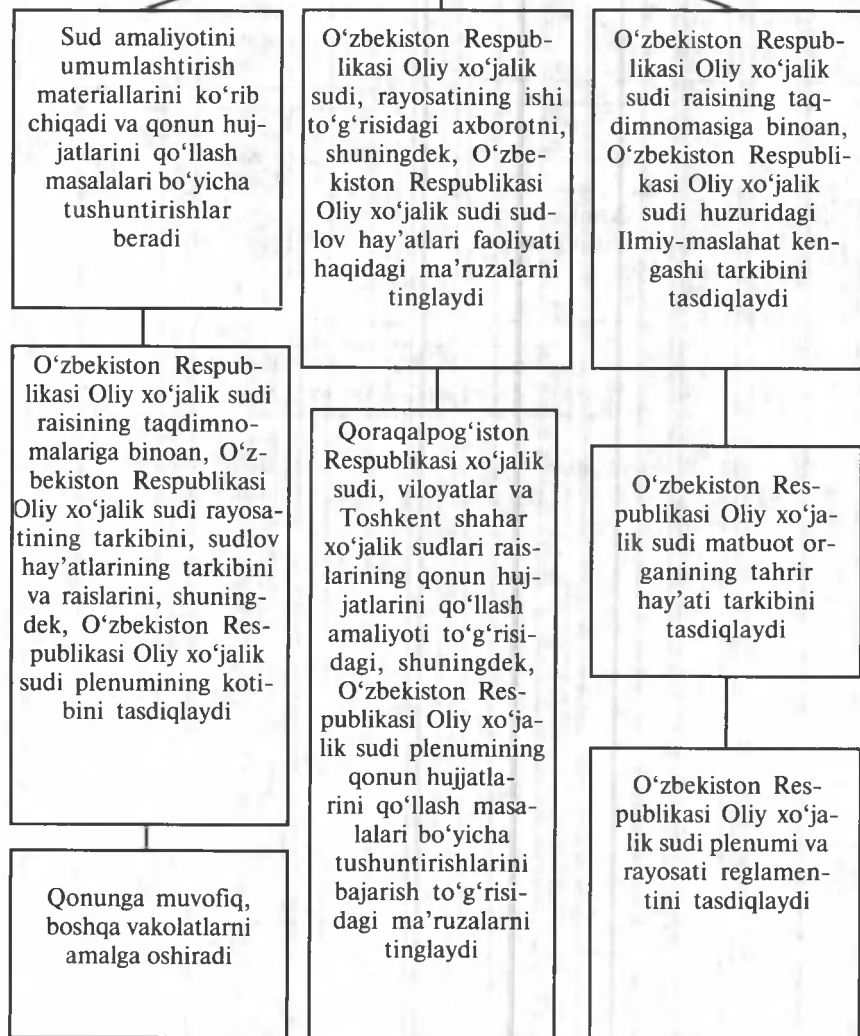 Sud amaliyotini
umumlashtirish
materiallarini ko‘rib
chiqadi va qonun huj-
jatlarini qo‘llash
masalalari bo‘yicha
tushuntirishlar
beradi
O‘zbekiston Respub-
likasi Oliy xo‘jalik sudi
raisining taqdimno-
malariga binoan, O‘z-
bekiston Respublikasi
Oliy xo‘jalik sudi rayosa-
tining tarkibini, sudlov
hay’atlarining tarkibini
va raislarini, shuning-
dek, O‘zbekiston Res-
publikasi Oliy xo‘jalik
sudi plenumining koti-
bini tasdiqlaydi
Qonunga muvofiq,
boshqa vakolatlarni
amalga oshiradi
O‘zbekiston Respub-
likasi Oliy xo‘jalik
sudi, rayosatining ishi
to‘g‘risidagi axborotni,
shuningdek, O‘zbe-
kiston Respublikasi
Oliy xo‘jalik sudi sud-
lov hay’atlari faoliyati
haqidagi ma’ruzalarni
tinglaydi
Qoraqalpog‘iston
Respublikasi xo‘jalik
sudi, viloyatlar va
Toshkent shahar
xo‘jalik sudlari rais-
larining qonun huj-
jatlarini qo‘llash
amaliyoti to‘g‘risi-
dagi, shuningdek,
O‘zbekiston Res-
publikasi Oliy xo‘ja-
lik sudi plenumining
qonun hujjatla-
rini qo‘llash masa-
lalari bo‘yicha
tushuntirishlarini
bajarish to‘g‘risi-
dagi ma’ruzalarni
tinglaydi
O‘zbekiston Respub-
likasi Oliy xo‘jalik
sudi raisining taq-
dimnomasiga binoan,
O‘zbekiston Respubli-
kasi Oliy xo‘jalik
sudi huzuridagi
Ilmiy-maslahat ken-
gashi tarkibini
tasdiqlaydi
O‘zbekiston Res-
publikasi Oliy xo‘ja-
lik sudi matbuot or-
ganining tahrir
hay’ati tarkibini
tasdiqlaydi
O‘zbekiston Res-
publikasi Oliy xo‘ja-
lik sudi plenumi va
rayosati reglamen-
tini tasdiqlaydi